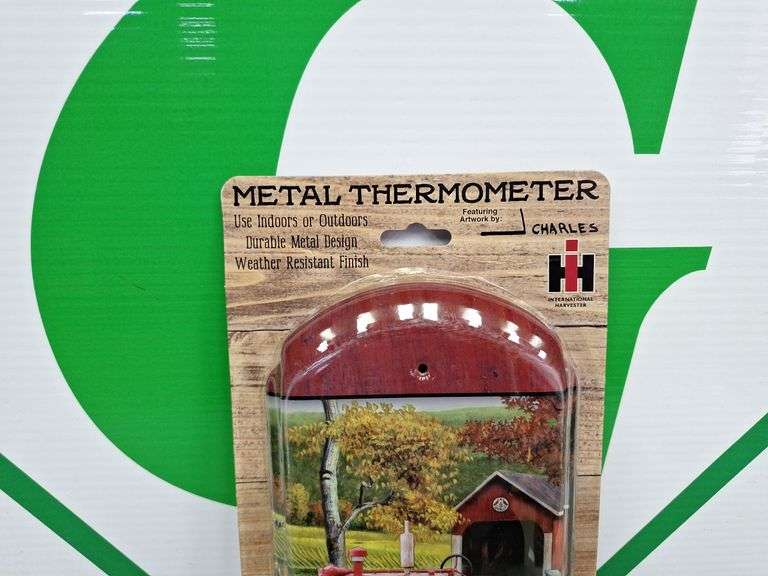 METAL THERMOMETER
Use Indoors or Outdoors
Durable Metal Design
Weather Resistant Finish
Featuring
Artwork by:
J CHARLES
INTERNATIONAL
HARVESTER